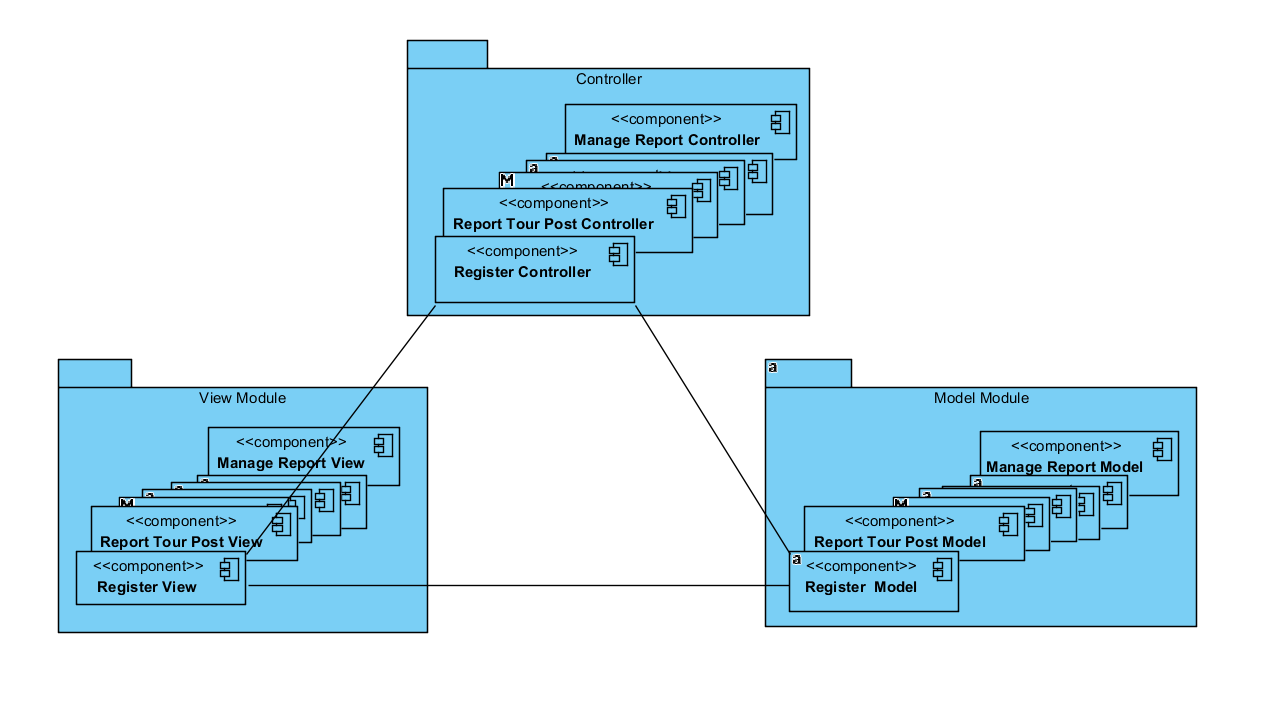 Controller
<<component>>
Manage Report Controller
a
a
M
<<component>>
<<component>>
Report Tour Post Controller
<<component>>
Register Controller
View Module
<<component>>
Manage Report View
a
a
a
M
<<component>>
Report Tour Post View
<<component>>
Register View
a
Model Module
<<component>>
Manage Report Model
a
a
M
<<component>>
Report Tour Post Model
a
<<component>>
Register  Model